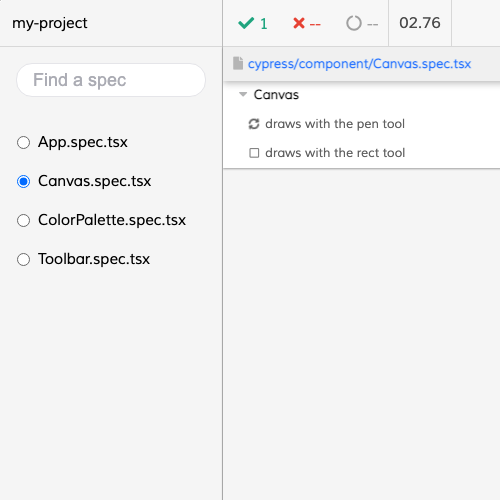 my-project
1 -- -- 02.76
Find a spec
App.spec.tsx
Canvas.spec.tsx
ColorPalette.spec.tsx
Toolbar.spec.tsx
cypress/component/Canvas.spec.tsx
Canvas
draws with the pen tool
draws with the rect tool